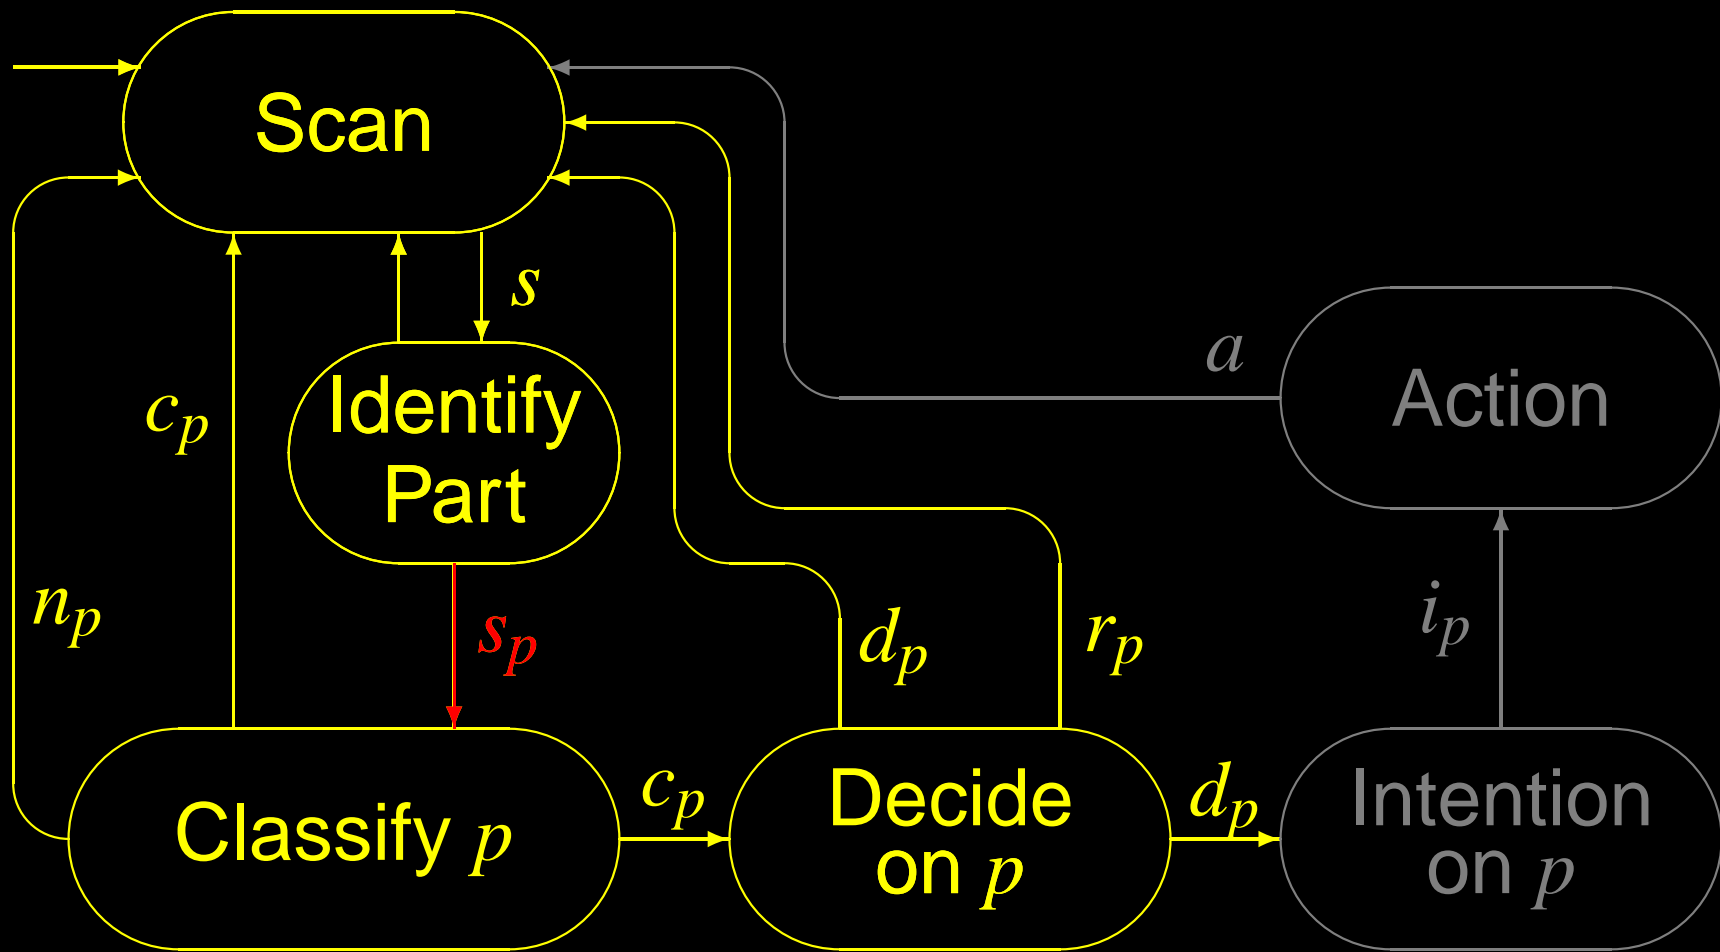 Scan
s
Identify
Part
a
Action
c_p
n_p
s_p
d_p
r_p
i_p
Classify p
c_p
Decide
on p
d_p
Intention
on p